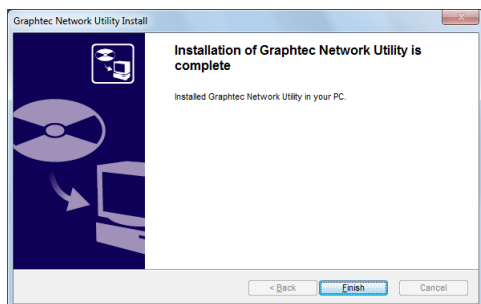 Graphtec Network Utility Install
Installation of Graphtec Network Utility is
complete
Installed Graphtec Network Utility in your PC.
< Back Finish Cancel